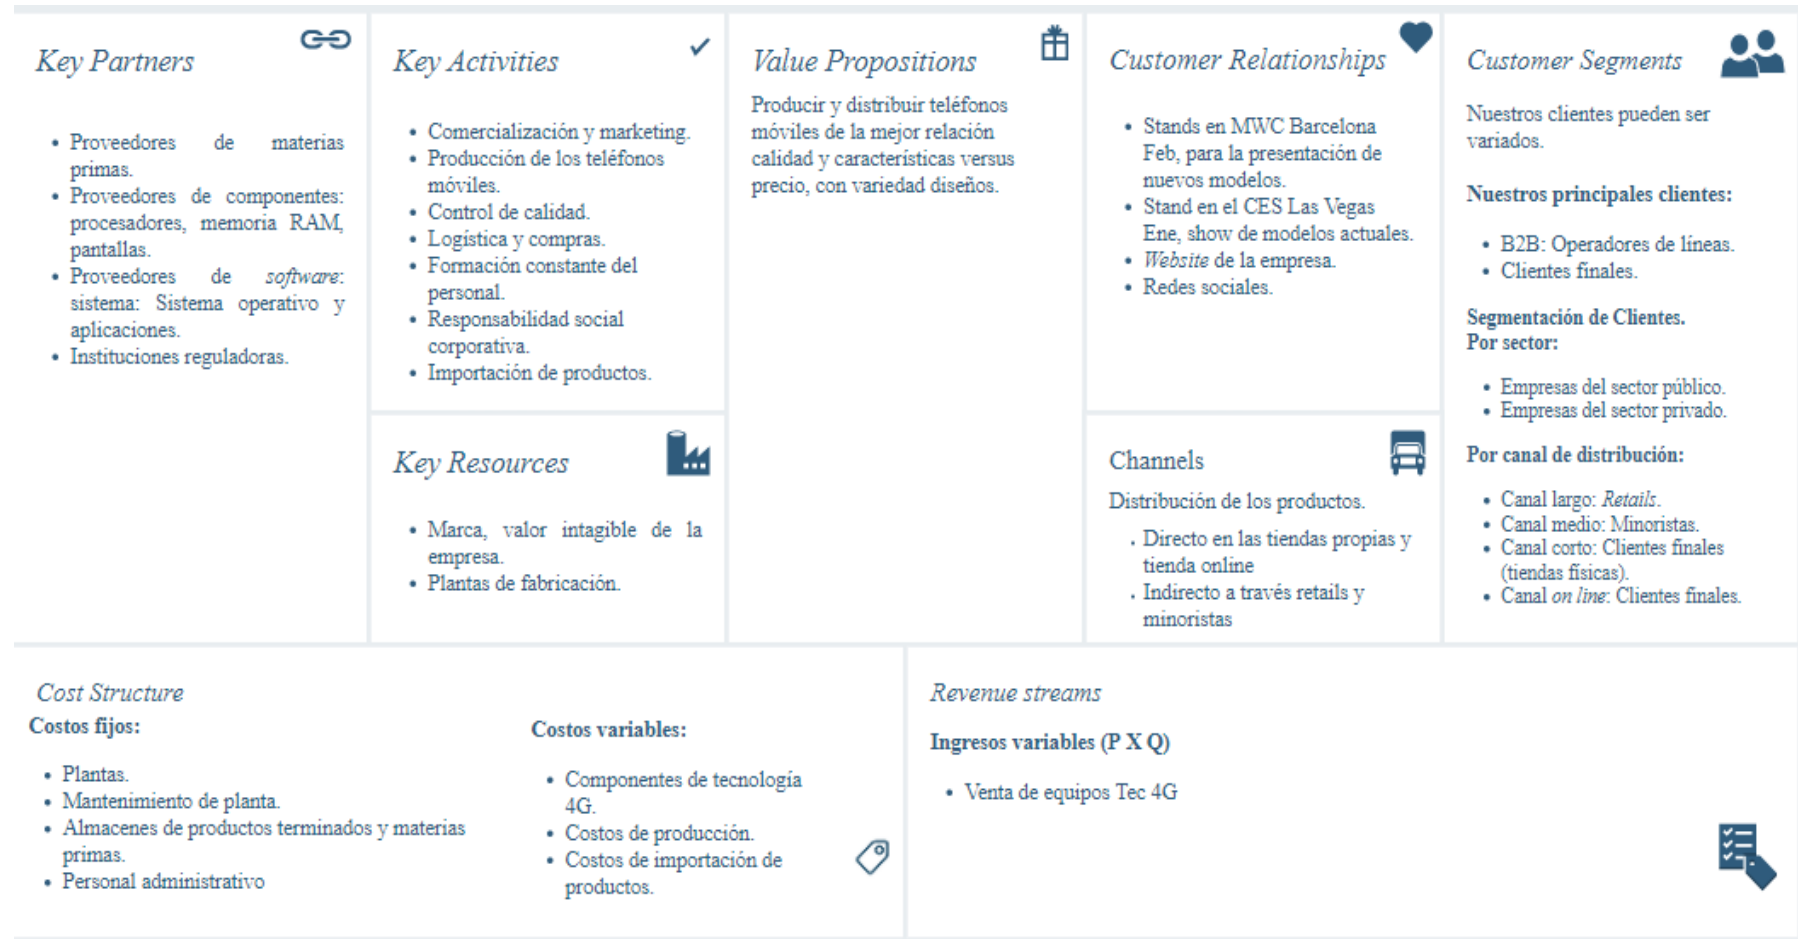 Key Partners
Proveedores de materias
primas.
Proveedores de componentes:
procesadores, memoria RAM,
pantallas.
Proveedores de software:
sistema: Sistema operativo y
aplicaciones.
Instituciones reguladoras.
Key Activities
Comercialización y marketing.
Producción de los teléfonos
móviles.
Control de calidad.
Logística y compras.
Formación constante del
personal.
Responsabilidad social
corporativa.
Importación de productos.
Key Resources
Marca, valor intagible de la
empresa.
Plantas de fabricación.
Value Propositions
Producir y distribuir teléfonos
móviles de la mejor relación
calidad y características versus
precio, con variedad diseños.
Customer Relationships
Stands en MWC Barcelona
Feb, para la presentación de
nuevos modelos.
Stand en el CES Las Vegas
Ene, show de modelos actuales.
Website de la empresa.
Redes sociales.
Channels
Distribución de los productos.
Directo en las tiendas propias y
tienda online
Indirecto a través retails y
minoristas
Customer Segments
Nuestros clientes pueden ser
variados.
Nuestros principales clientes:
B2B: Operadores de líneas.
Clientes finales.
Segmentación de Clientes.
Por sector:
Empresas del sector público.
Empresas del sector privado.
Por canal de distribución:
Canal largo: Retails.
Canal medio: Minoristas.
Canal corto: Clientes finales
(tiendas físicas).
Canal on line: Clientes finales.
Cost Structure
Costos fijos:
Plantas.
Mantenimiento de planta.
Almacenes de productos terminados y materias
primas.
Personal administrativo
Costos variables:
Componentes de tecnología
4G.
Costos de producción.
Costos de importación de
productos.
Revenue streams
Ingresos variables (P X Q)
Venta de equipos Tec 4G